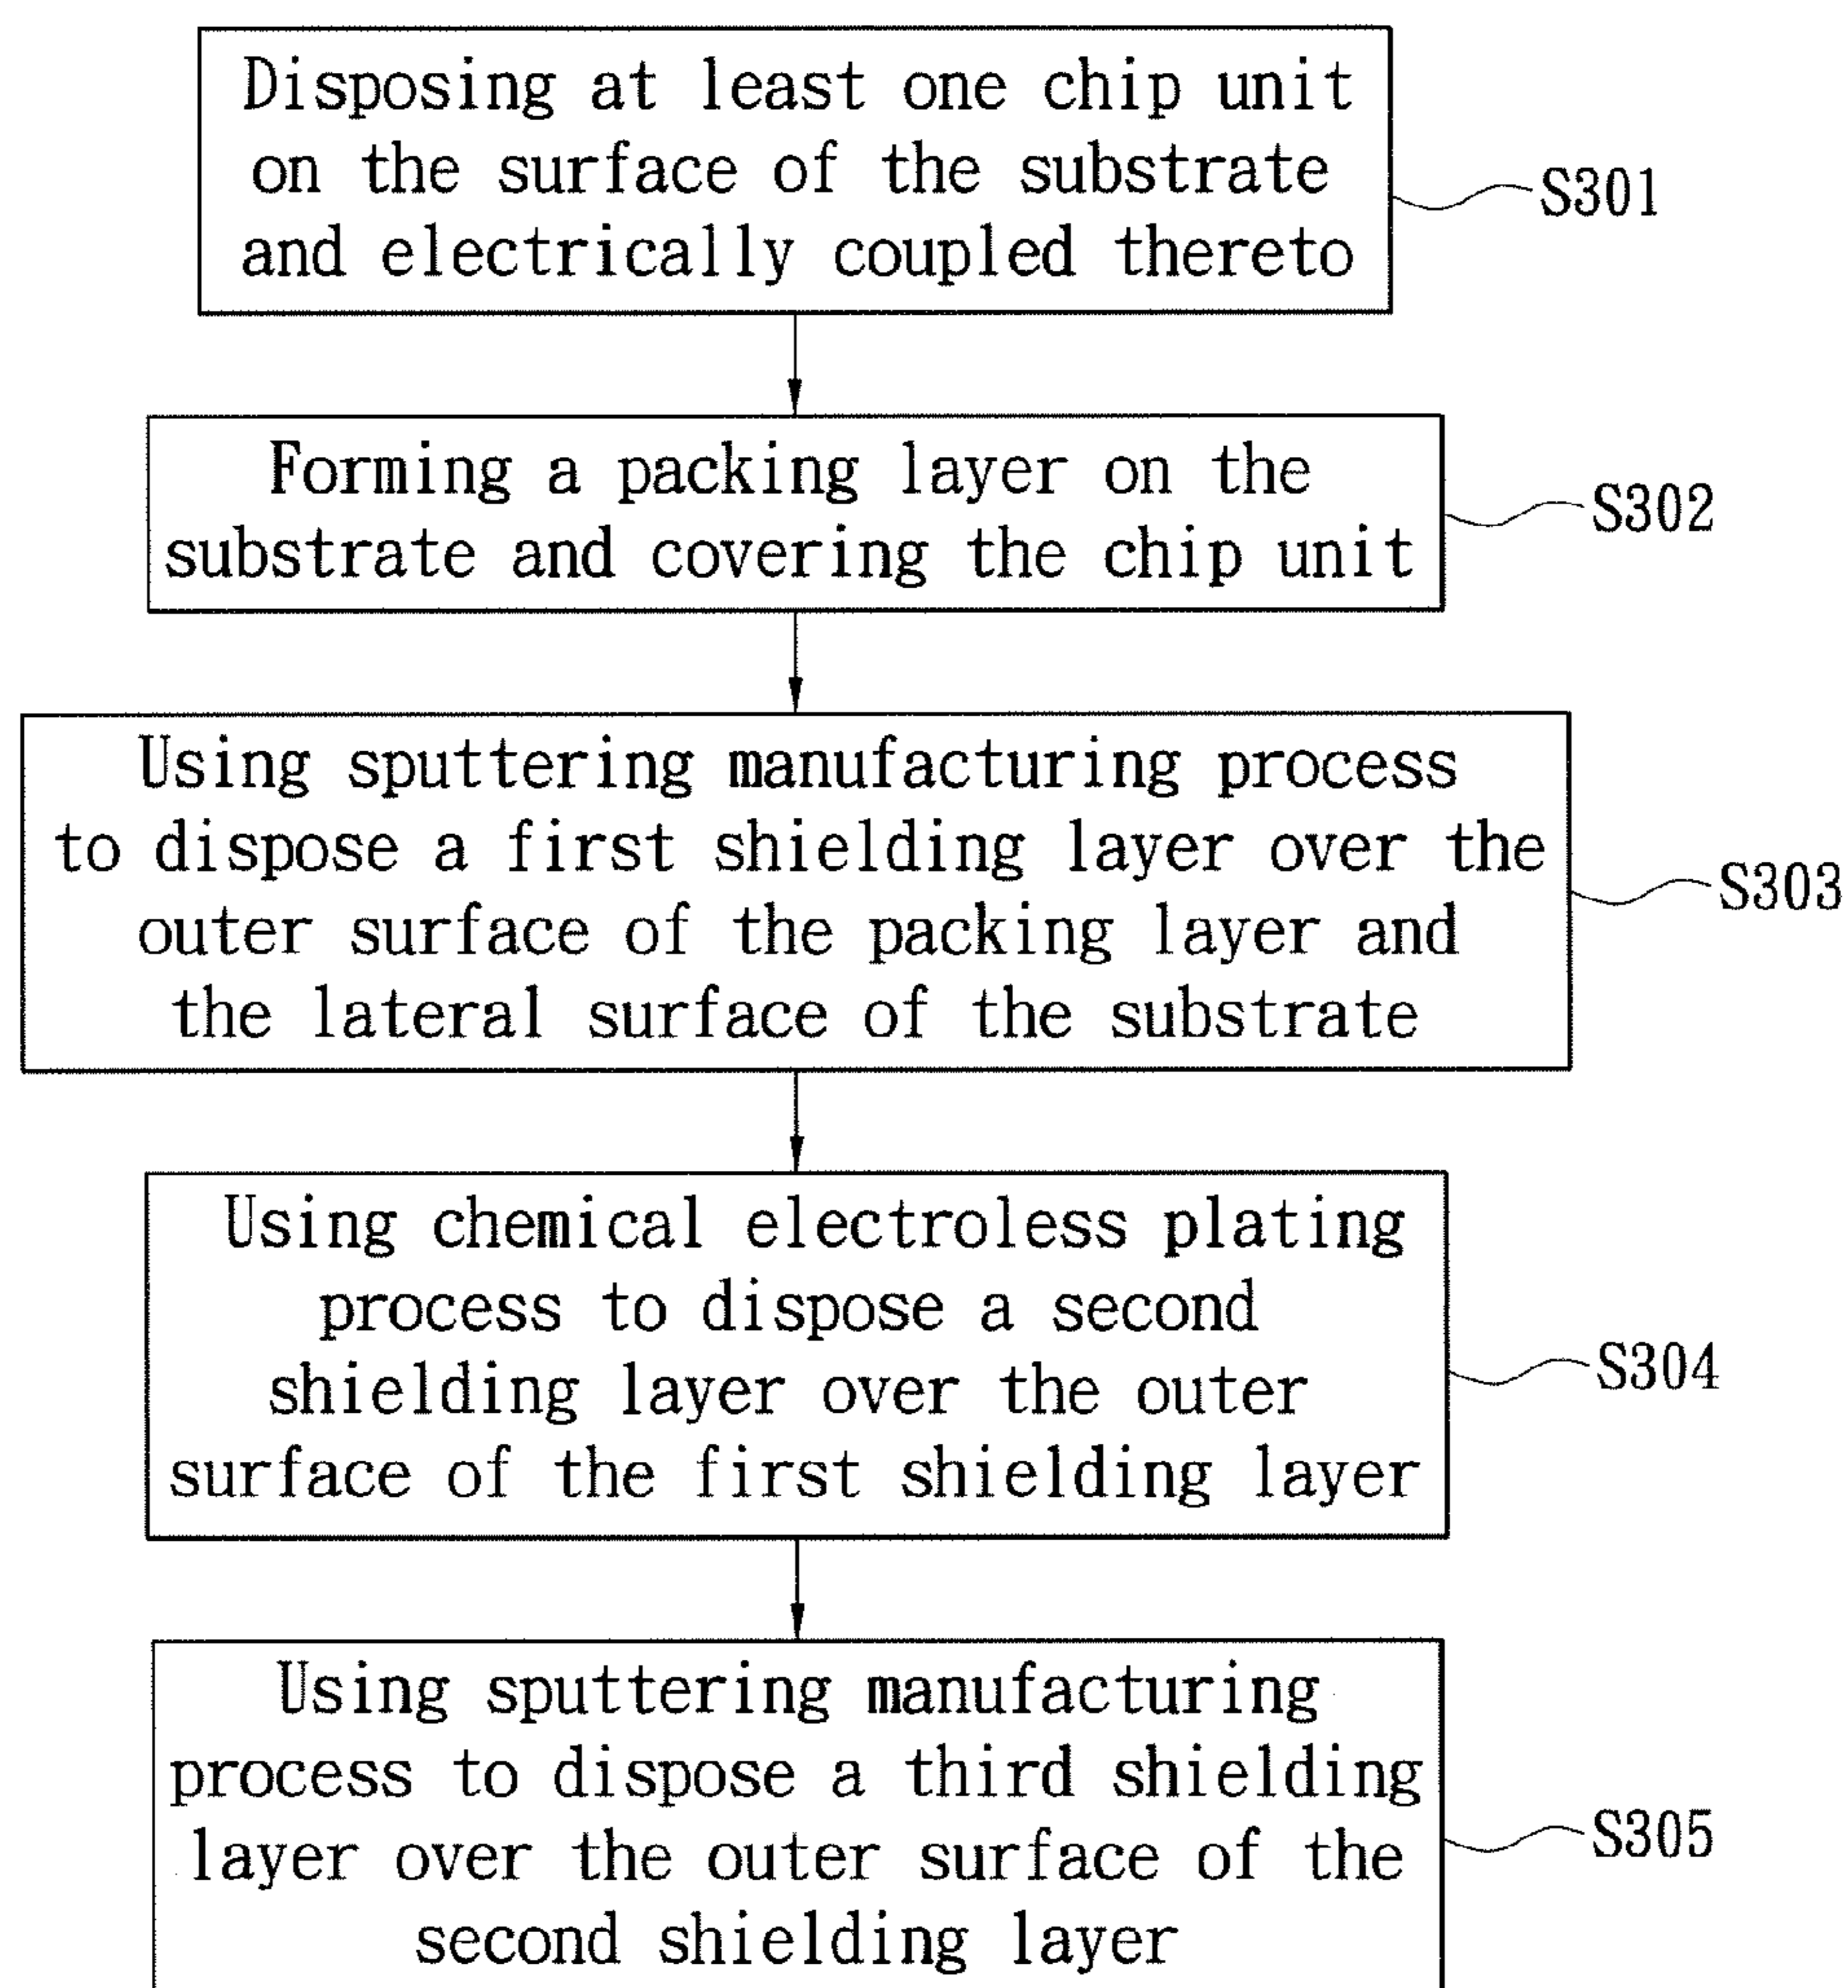 Disposing at least one chip unit
on the surface of the substrate
and electrically coupled thereto
S301
Forming a packing layer on the
substrate and covering the chip unit
S302
Using sputtering manufacturing process
to dispose a first shielding layer over the
outer surface of the packing layer and
the lateral surface of the substrate
S303
Using chemical electroless plating
process to dispose a second
shielding layer over the outer
surface of the first shielding layer
S304
Using sputtering manufacturing
process to dispose a third shielding
layer over the outer surface of the
second shielding layer
S305